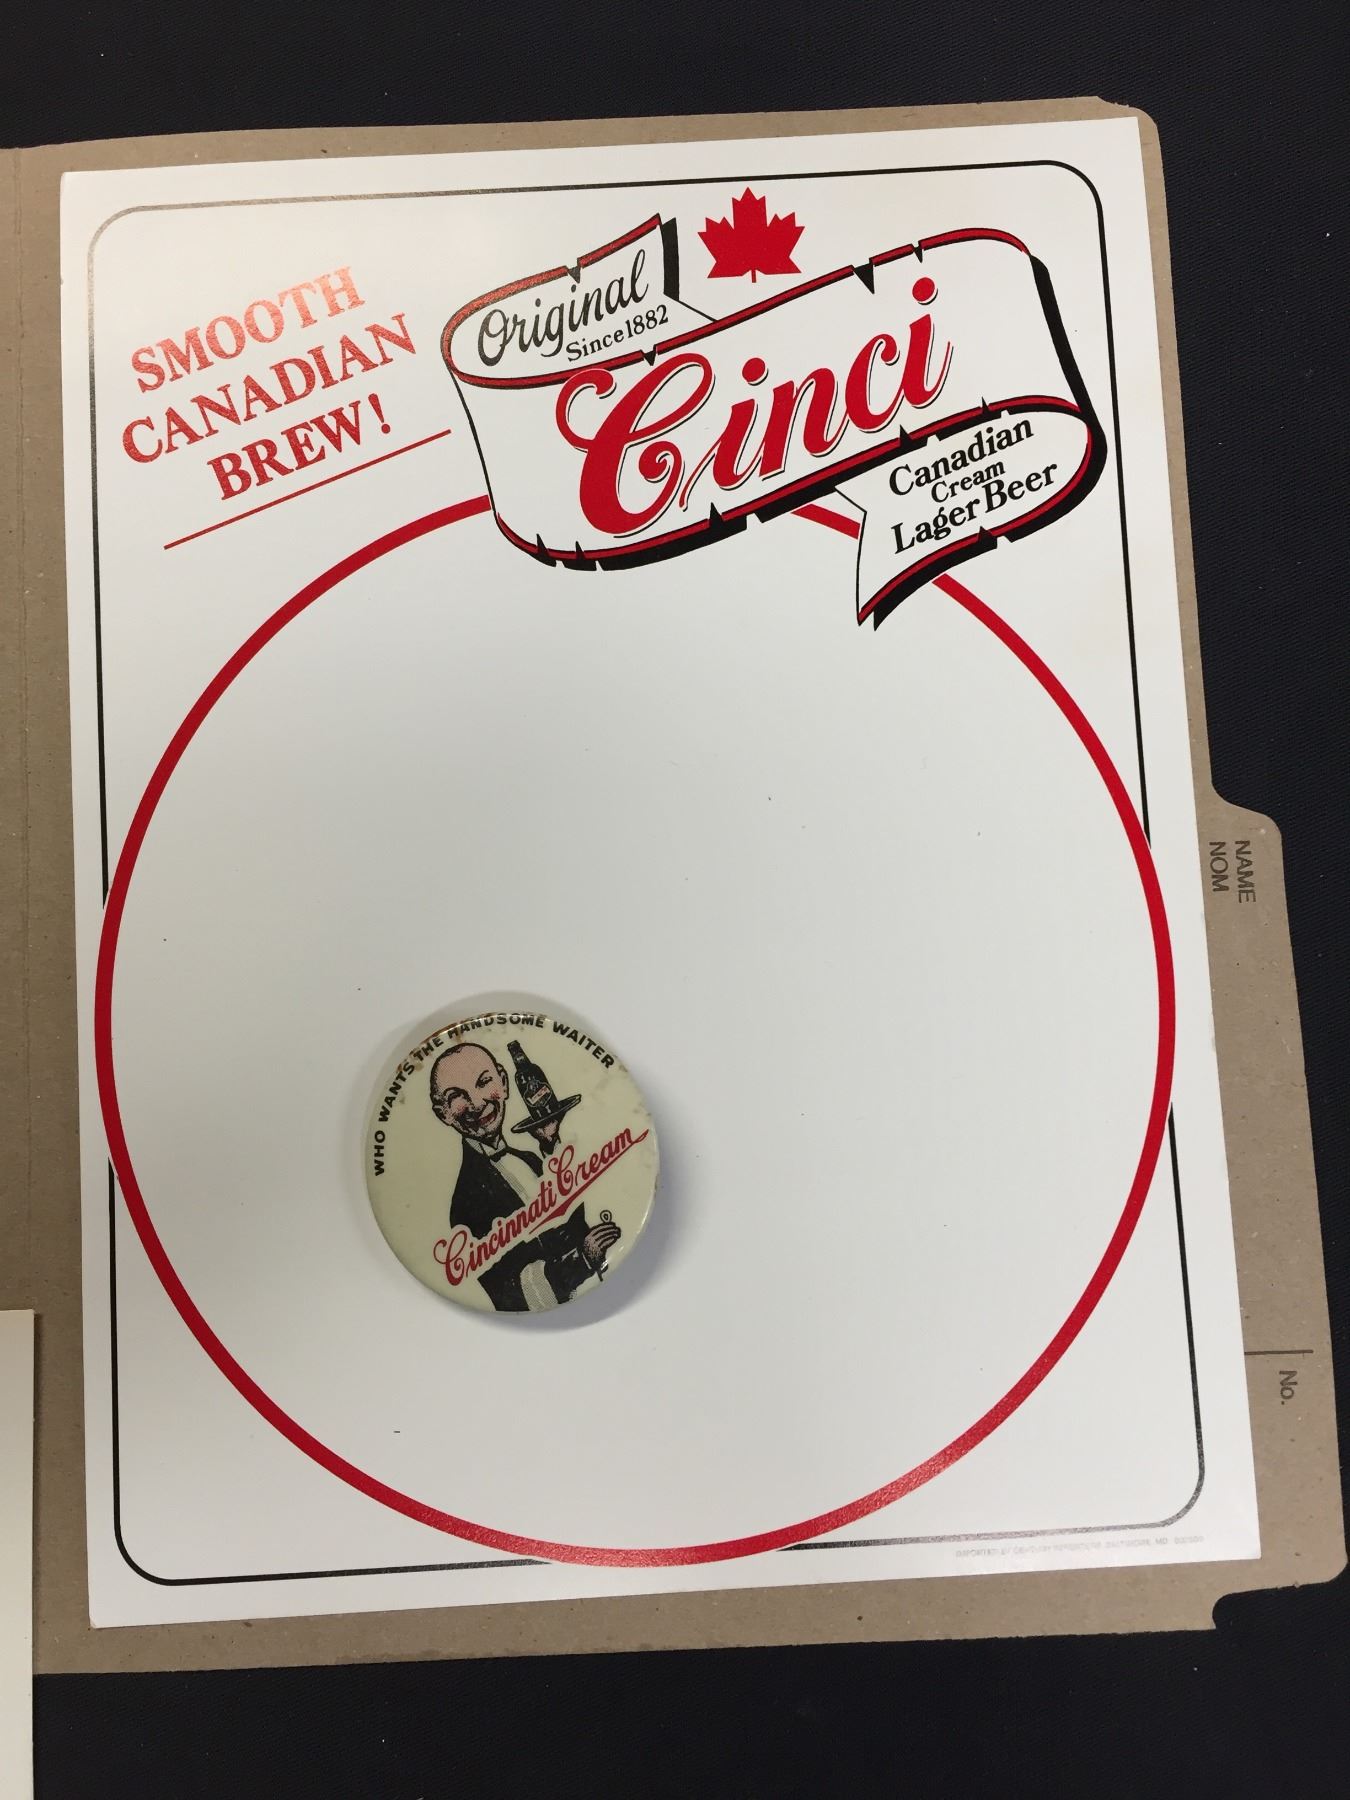 SMOOTH
CANADIAN
BREW!
Original
Since 1882
Cinci
Canadian
Cream
Lager Beer
WHO WANTS THE HANDSOME WAITER
Cincinnati Cream
NAME
NOM
No.